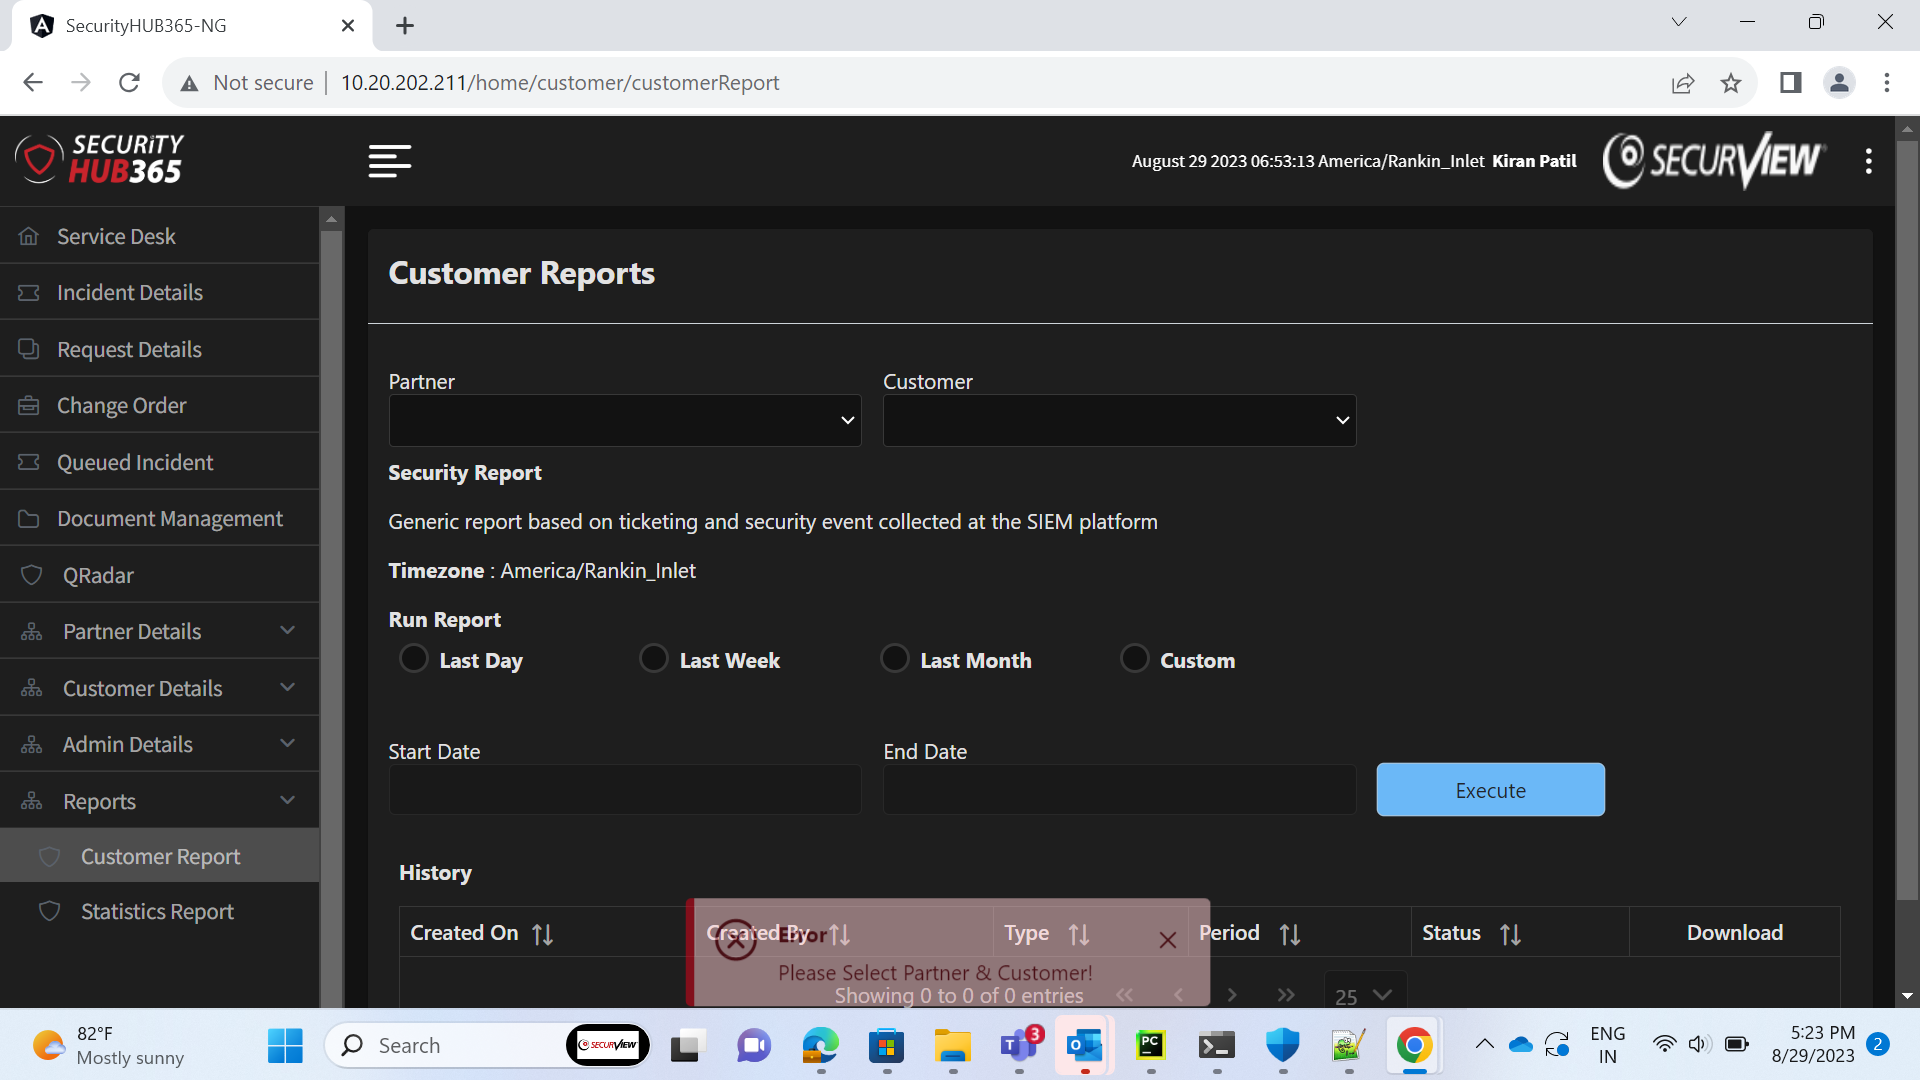 SecurityHUB365-NG
Not secure
10.20.202.211/home/customer/customerReport
SECURITY
HUB365
August 29 2023 06:53:13 America/Rankin_Inlet Kiran Patil
SECURVIEW
Service Desk
Incident Details
Request Details
Change Order
Queued Incident
Document Management
QRadar
Partner Details
Customer Details
Admin Details
Reports
Customer Report
Statistics Report
Customer Reports
Partner
Customer
Security Report
Generic report based on ticketing and security event collected at the SIEM platform
Timezone : America/Rankin_Inlet
Run Report
Last Day
Last Week
Last Month
Custom
Start Date
End Date
Execute
History
Created On
Created By
Type
Period
Status
Download
Error
Please Select Partner & Customer!
Showing 0 to 0 of 0 entries
25
82°F
Mostly sunny
Search
SECURVIEW
T
3
PC
ENG
IN
5:23 PM
8/29/2023
2